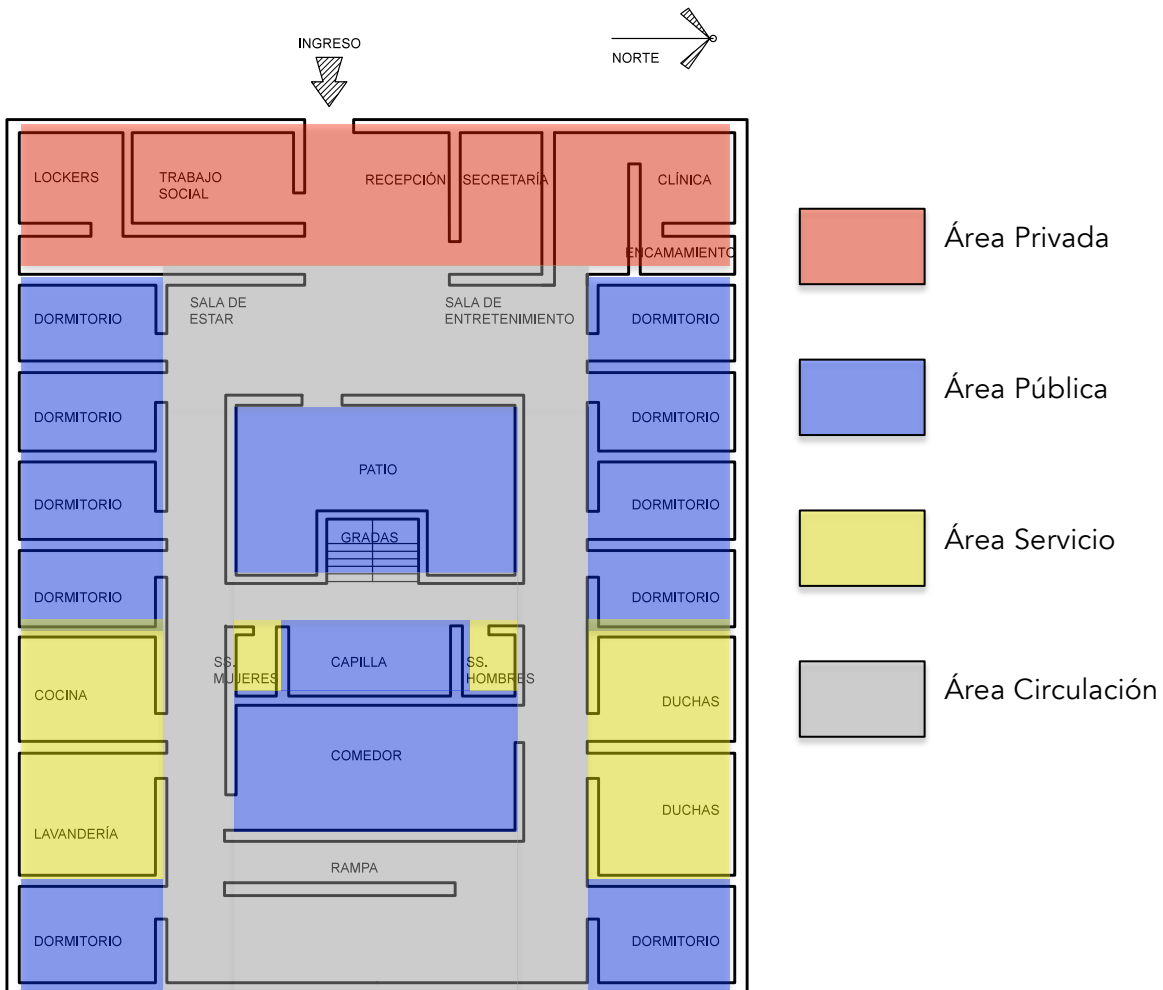 INGRESO
NORTE
LOCKERS
TRABAJO
SOCIAL
RECEPCIÓN
SECRETARÍA
CLÍNICA
ENCAMAMIENTO
SALA DE
ESTAR
SALA DE
ENTRETENIMIENTO
DORMITORIO
DORMITORIO
DORMITORIO
DORMITORIO
PATIO
DORMITORIO
DORMITORIO
GRADAS
DORMITORIO
DORMITORIO
SS.
MUJERES
CAPILLA
SS.
HOMBRES
COCINA
DUCHAS
COMEDOR
LAVANDERÍA
DUCHAS
RAMPA
DORMITORIO
DORMITORIO
Área Privada
Área Pública
Área Servicio
Área Circulación